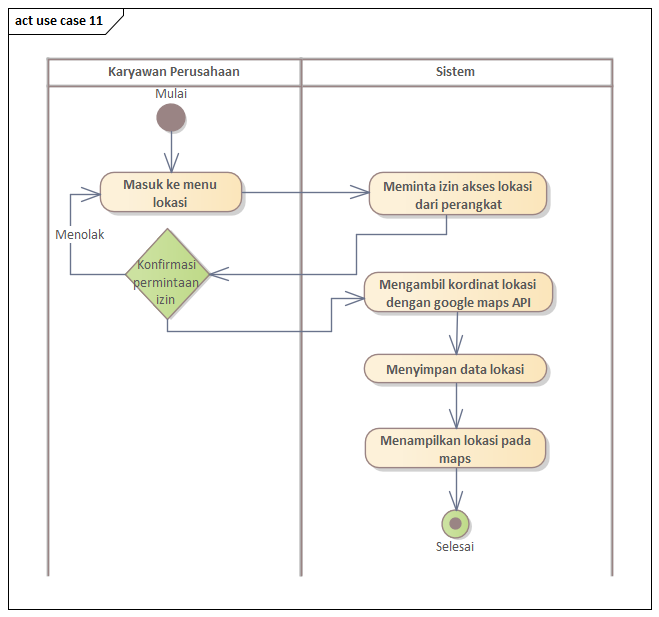 act use case 11
Karyawan Perusahaan
Sistem
Mulai
Masuk ke menu
lokasi
Meminta izin akses lokasi
dari perangkat
Menolak
Konfirmasi
permintaan
izin
Mengambil kordinat lokasi
dengan google maps API
Menyimpan data lokasi
Menampilkan lokasi pada
maps
Selesai